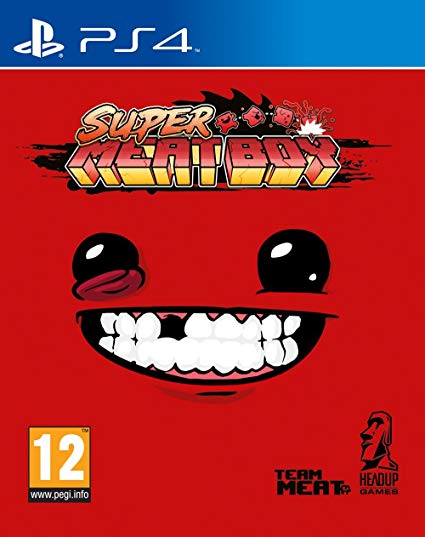 PS4
SUPER
MEAT BOY
12
www.pegi.info
TEAM
MEAT
HEADUP
GAMES